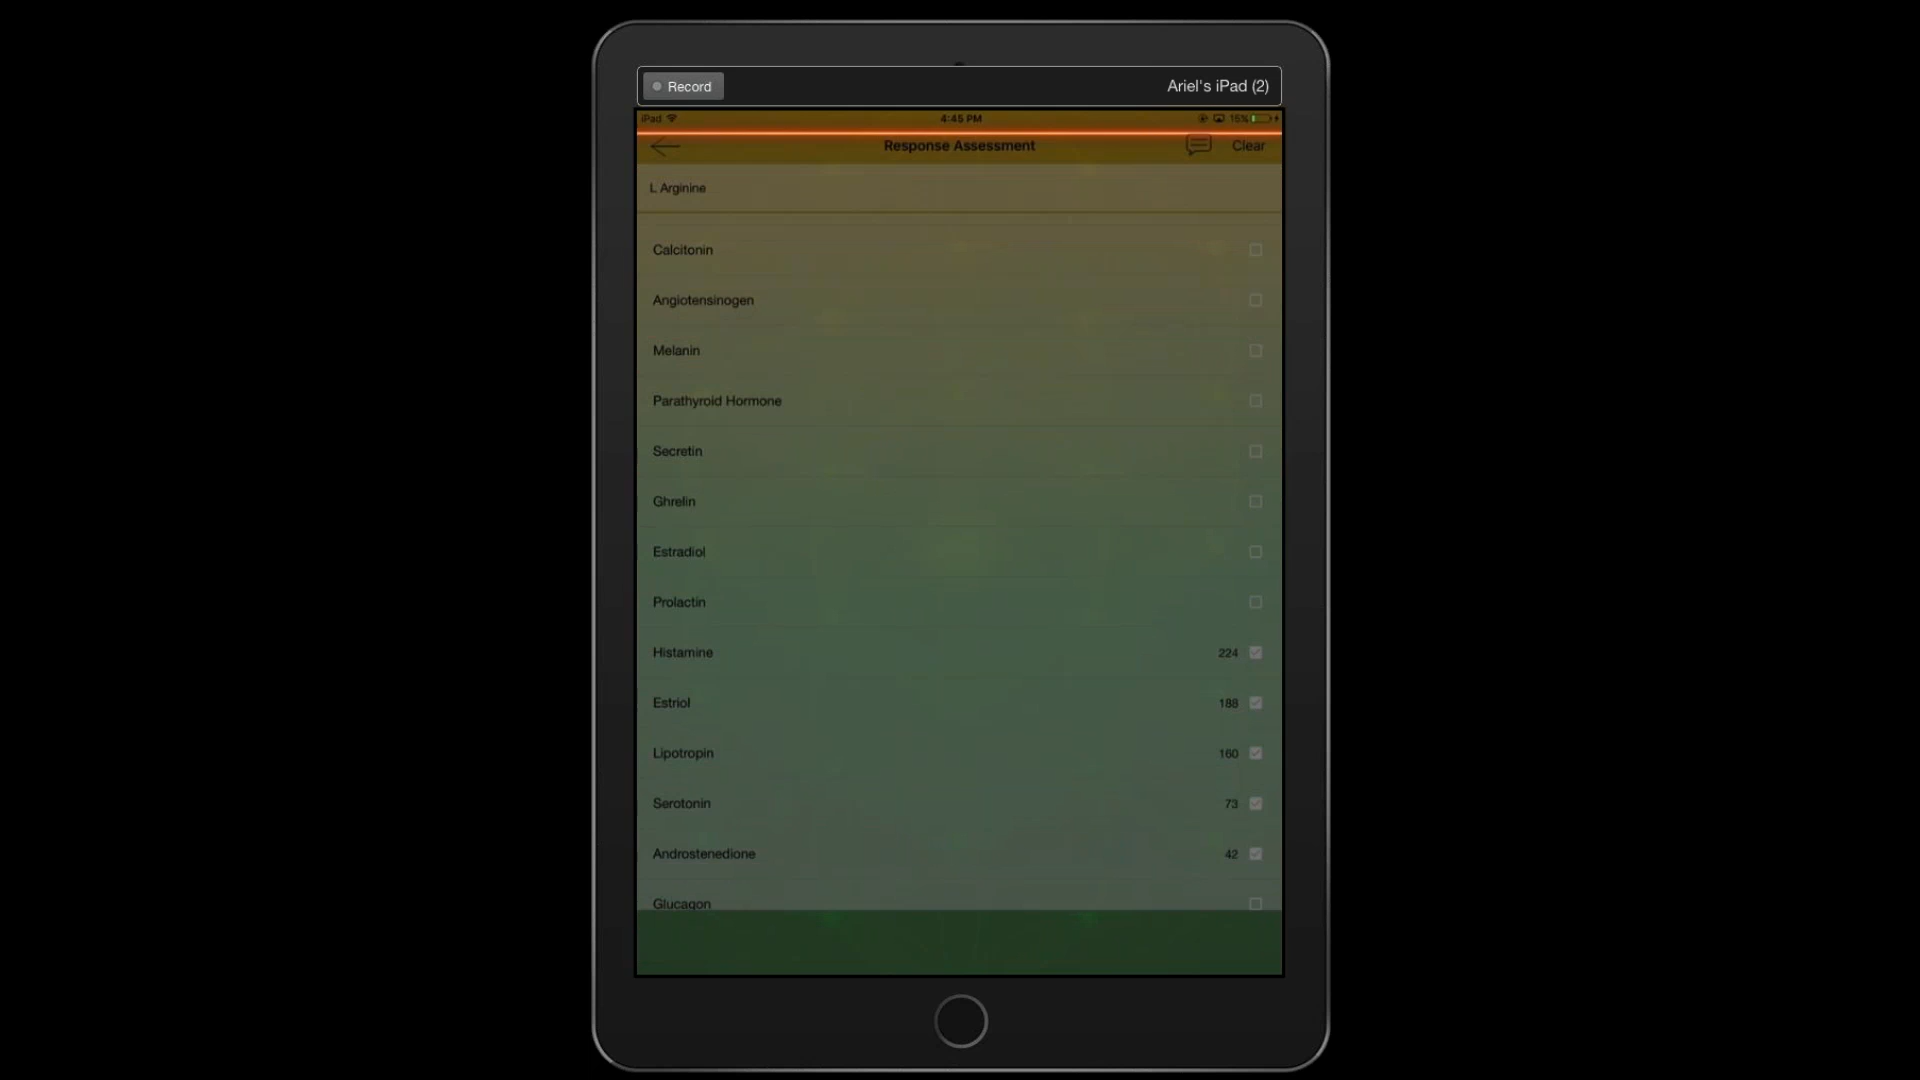 Record
Ariel's iPad (2)
iPad 4:45 PM 15%
Response Assessment Clear
L Arginine
Calcitonin
Angiotensinogen
Melanin
Parathyroid Hormone
Secretin
Ghrelin
Estradiol
Prolactin
Histamine 224
Estriol 188
Lipotropin 160
Serotonin 73
Androstenedione 42
Glucagon